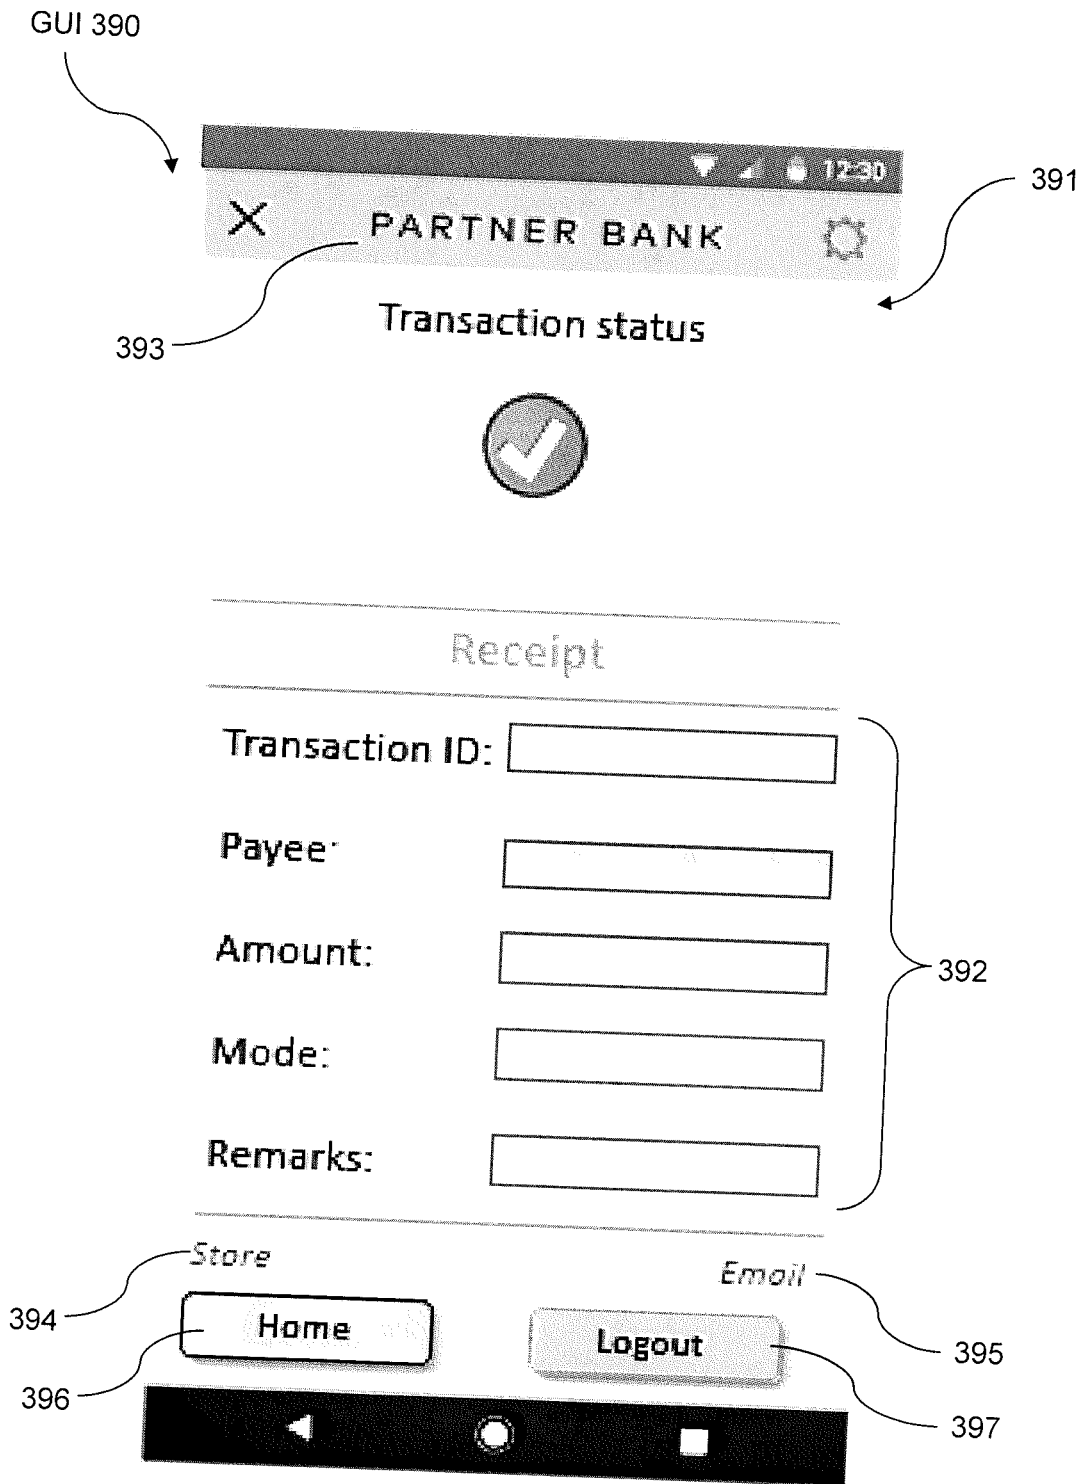 GUI 390
12:30
391
PARTNER BANK
393
Transaction status
Receipt
Transaction ID:
Payee:
Amount:
392
Mode:
Remarks:
Store
Email
394
Home
Logout
395
396
397